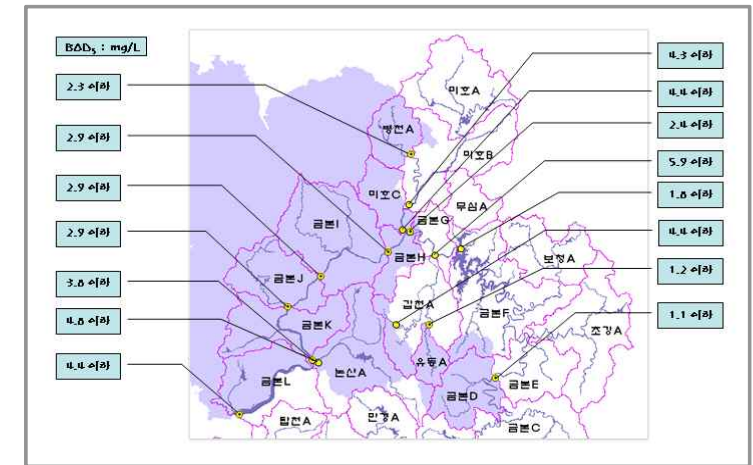 BOD₅ : mg/L
2.3 이하
2.9 이하
2.9 이하
2.9 이하
3.8 이하
4.8 이하
4.4 이하
4.3 이하
4.4 이하
2.4 이하
5.9 이하
1.8 이하
4.4 이하
1.2 이하
1.1 이하
미호A
병천A
미호B
미호C
무심A
금본G
금본I
금본H
보청A
금본J
갑천A
금본F
금본K
조강A
유등A
논산A
금본L
금본D
금본E
탑천A
만경A
금본C